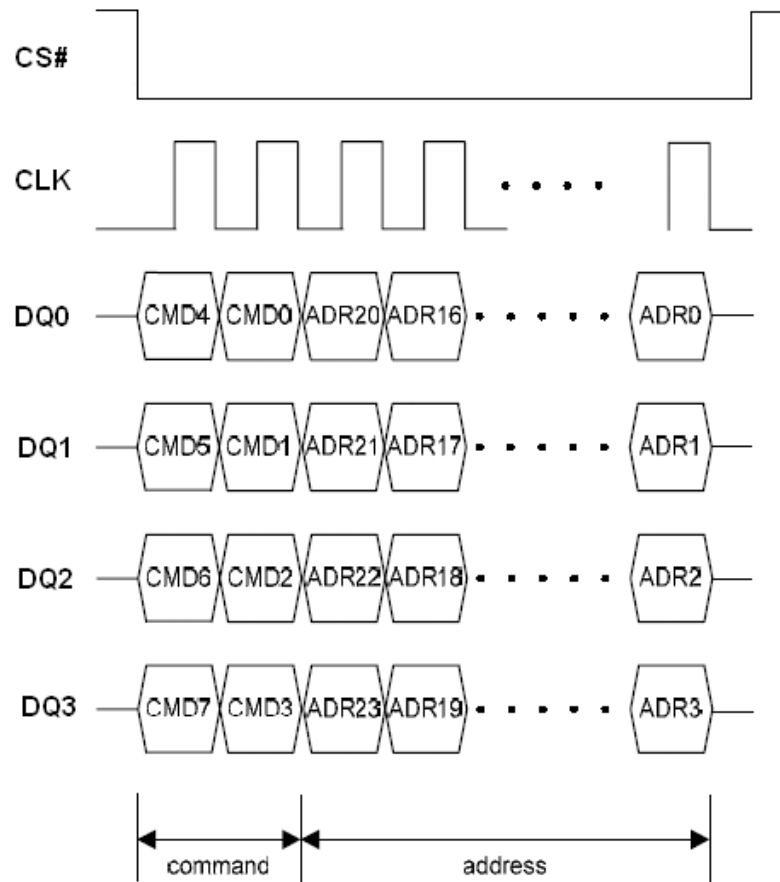 CS#
CLK
DQ0 CMD4 CMD0 ADR20 ADR16 ADR0
DQ1 CMD5 CMD1 ADR21 ADR17 ADR1
DQ2 CMD6 CMD2 ADR22 ADR18 ADR2
DQ3 CMD7 CMD3 ADR23 ADR19 ADR3
command address